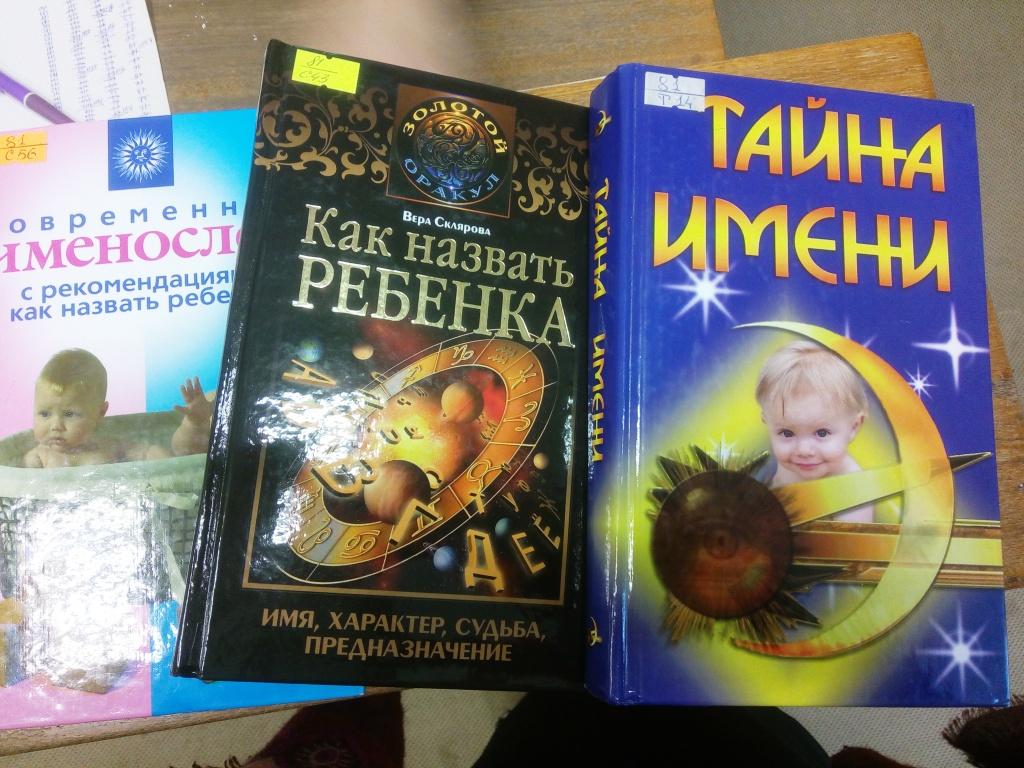 81
С56
овременн
именосло
с рекомендация
как назвать ребе
81
С43
ЗОЛОТОЙ
ОРАКУЛ
Вера Склярова
Как назвать
РЕБЕНКА
ИМЯ, ХАРАКТЕР, СУДЬБА,
ПРЕДНАЗНАЧЕНИЕ
ТАЙНА ИМЕНИ
81
Т 14
ТАЙНА
ИМЕНИ